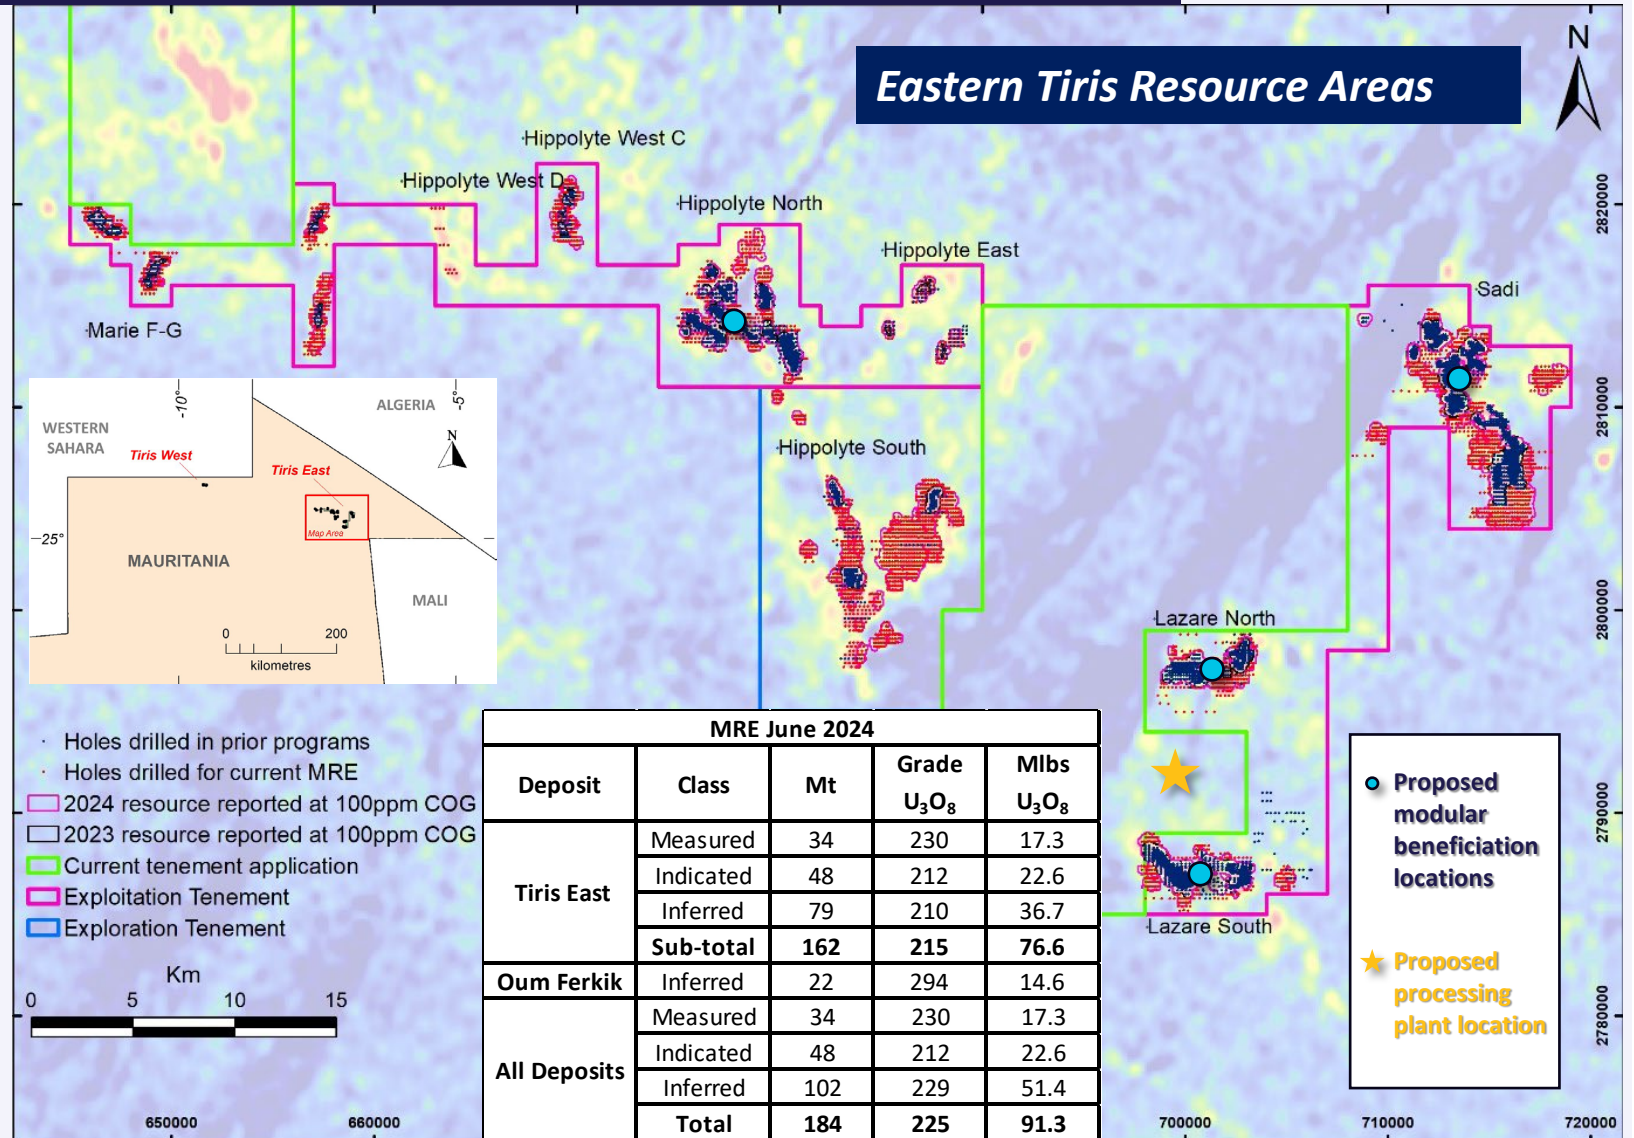 Eastern Tiris Resource Areas
N
Hippolyte West C
Hippolyte West D
Hippolyte North
Hippolyte East
Sadi
Marie F-G
Hippolyte South
Lazare North
Lazare South
2820000
2810000
2800000
2790000
2780000
-10°
-5°
ALGERIA
WESTERN
SAHARA
N
Tiris West
Tiris East
Map Area
25°
MAURITANIA
MALI
0 200
kilometres
Holes drilled in prior programs
Holes drilled for current MRE
2024 resource reported at 100ppm COG
2023 resource reported at 100ppm COG
Current tenement application
Exploitation Tenement
Exploration Tenement
Km
0 5 10 15
MRE June 2024
Deposit Class Mt Grade U₃O₈ Mlbs U₃O₈
Tiris East
Measured 34 230 17.3
Indicated 48 212 22.6
Inferred 79 210 36.7
Sub-total 162 215 76.6
Oum Ferkik Inferred 22 294 14.6
All Deposits
Measured 34 230 17.3
Indicated 48 212 22.6
Inferred 102 229 51.4
Total 184 225 91.3
Proposed
modular
beneficiation
locations
Proposed
processing
plant location
650000 660000 700000 710000 720000